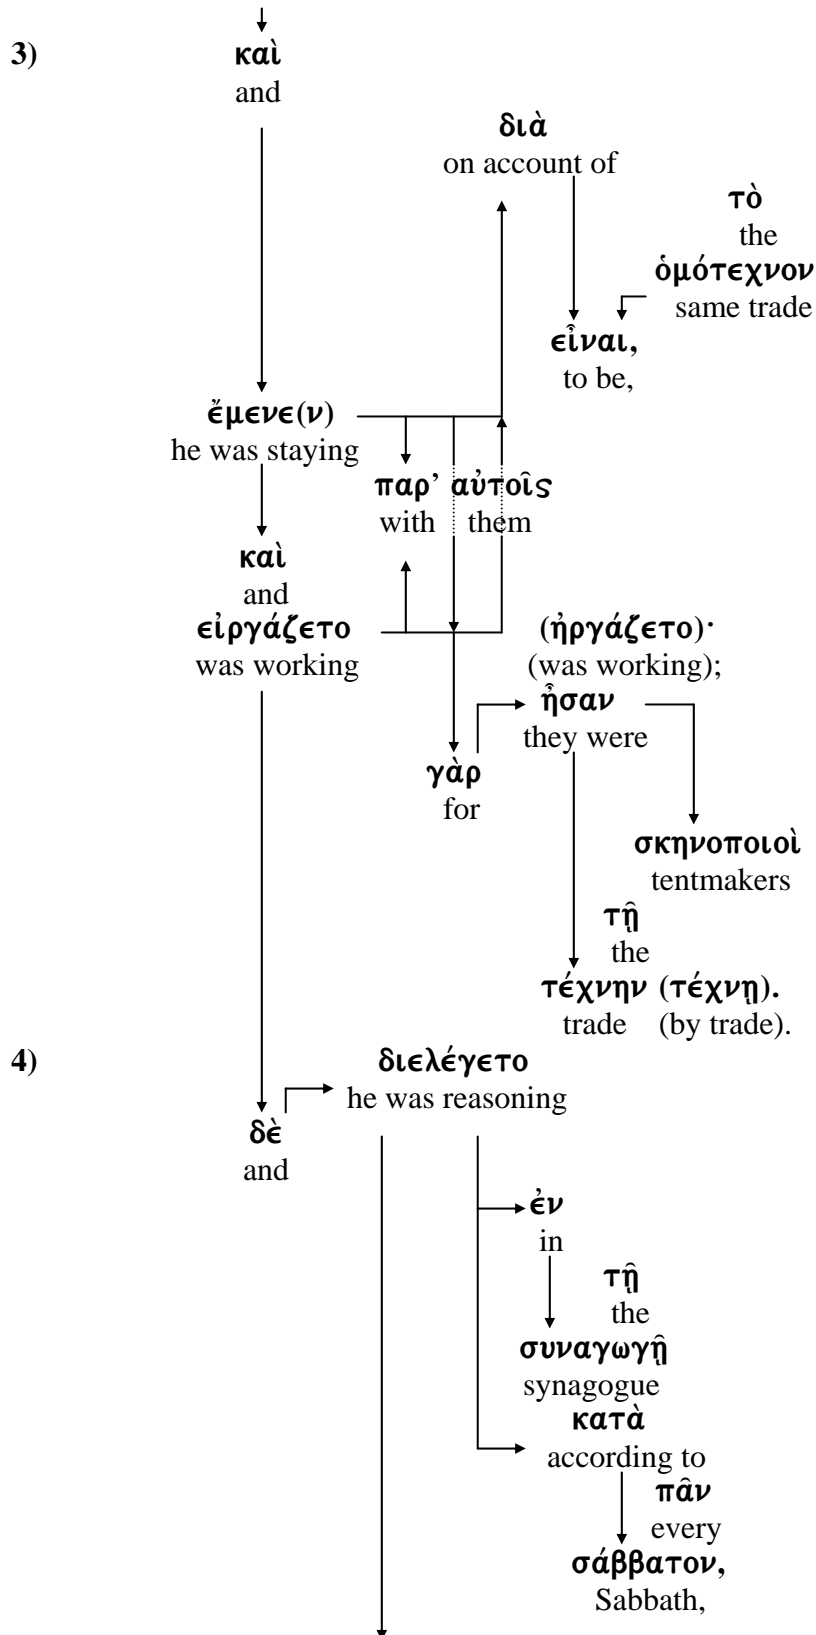 3)
καὶ
and
διὰ
on account of
τὸ
the
ὁμότεχνον
same trade
εἶναι,
to be,
ἔμενε(ν)
he was staying
παρ’ αὐτοῖς
with them
καὶ
and
εἰργάζετο (ἠργάζετο)·
was working (was working);
ἦσαν
they were
γὰρ
for
σκηνοποιοὶ
tentmakers
τῇ
the
τέχνην (τέχνῃ).
trade (by trade).
4)
διελέγετο
he was reasoning
δὲ
and
ἐν
in
τῇ
the
συναγωγῇ
synagogue
κατὰ
according to
πᾶν
every
σάββατον,
Sabbath,